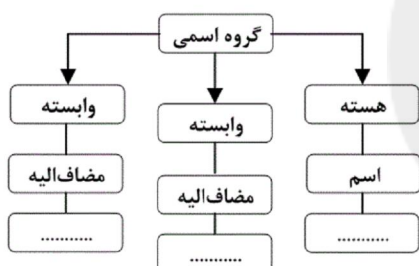 گروه اسمی
هسته
وابسته
وابسته
اسم
مضاف‌الیه
مضاف‌الیه
...........
...........
...........